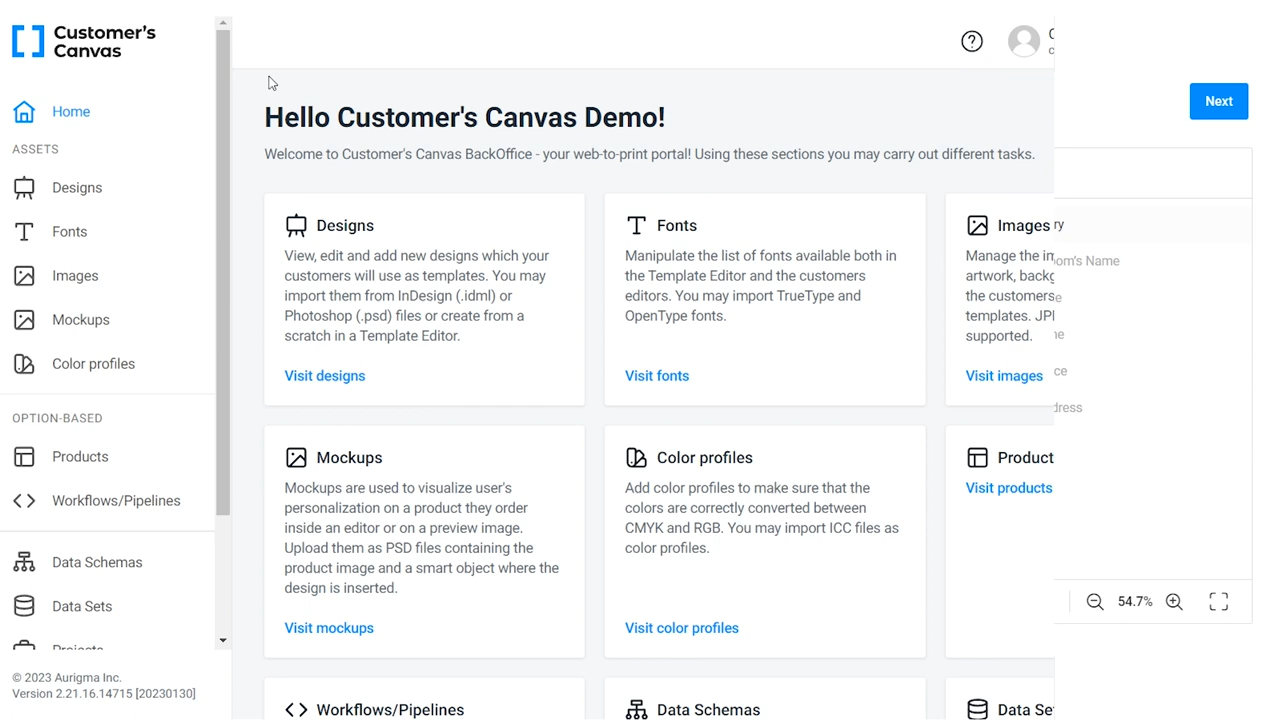 Customer's
Canvas
Home
ASSETS
Designs
Fonts
Images
Mockups
Color profiles
OPTION-BASED
Products
Workflows/Pipelines
Data Schemas
Data Sets
Projects
© 2023 Aurigma Inc.
Version 2.21.16.14715 [20230130]
Next
Hello Customer's Canvas Demo!
Welcome to Customer's Canvas BackOffice - your web-to-print portal! Using these sections you may carry out different tasks.
Designs
View, edit and add new designs which your
customers will use as templates. You may
import them from InDesign (.idml) or
Photoshop (.psd) files or create from a
scratch in a Template Editor.
Visit designs
Fonts
Manipulate the list of fonts available both in
the Template Editor and the customers
editors. You may import TrueType and
OpenType fonts.
Visit fonts
Images
Manage the
artwork,
the customers
templates.
supported.
Visit images
ry
om's Name
e
ne
ce
dress
Mockups
Mockups are used to visualize user's
personalization on a product they order
inside an editor or on a preview image.
Upload them as PSD files containing the
product image and a smart object where the
design is inserted.
Visit mockups
Color profiles
Add color profiles to make sure that the
colors are correctly converted between
CMYK and RGB. You may import ICC files as
color profiles.
Visit color profiles
Product
Visit products
54.7%
Workflows/Pipelines
Data Schemas
Data Se